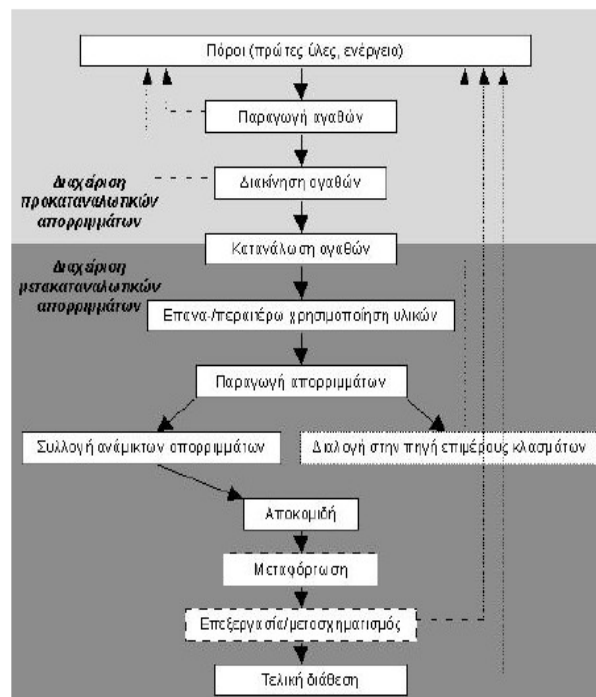 Πόροι (πρώτες ύλες, ενέργεια)
Παραγωγή αγαθών
Διακίνηση αγαθών
Διαχείριση
προκαταναλωτικών
απορριμμάτων
Κατανάλωση αγαθών
Διαχείριση
μετακαταναλωτικών
απορριμμάτων
Επανα-/περαιτέρω χρησιμοποίηση υλικών
Παραγωγή απορριμμάτων
Συλλογή ανάμικτων απορριμμάτων
Διαλογή στην πηγή επιμέρους κλασμάτων
Αποκομιδή
Μεταφόρτωση
Επεξεργασία/μετασχηματισμός
Τελική διάθεση